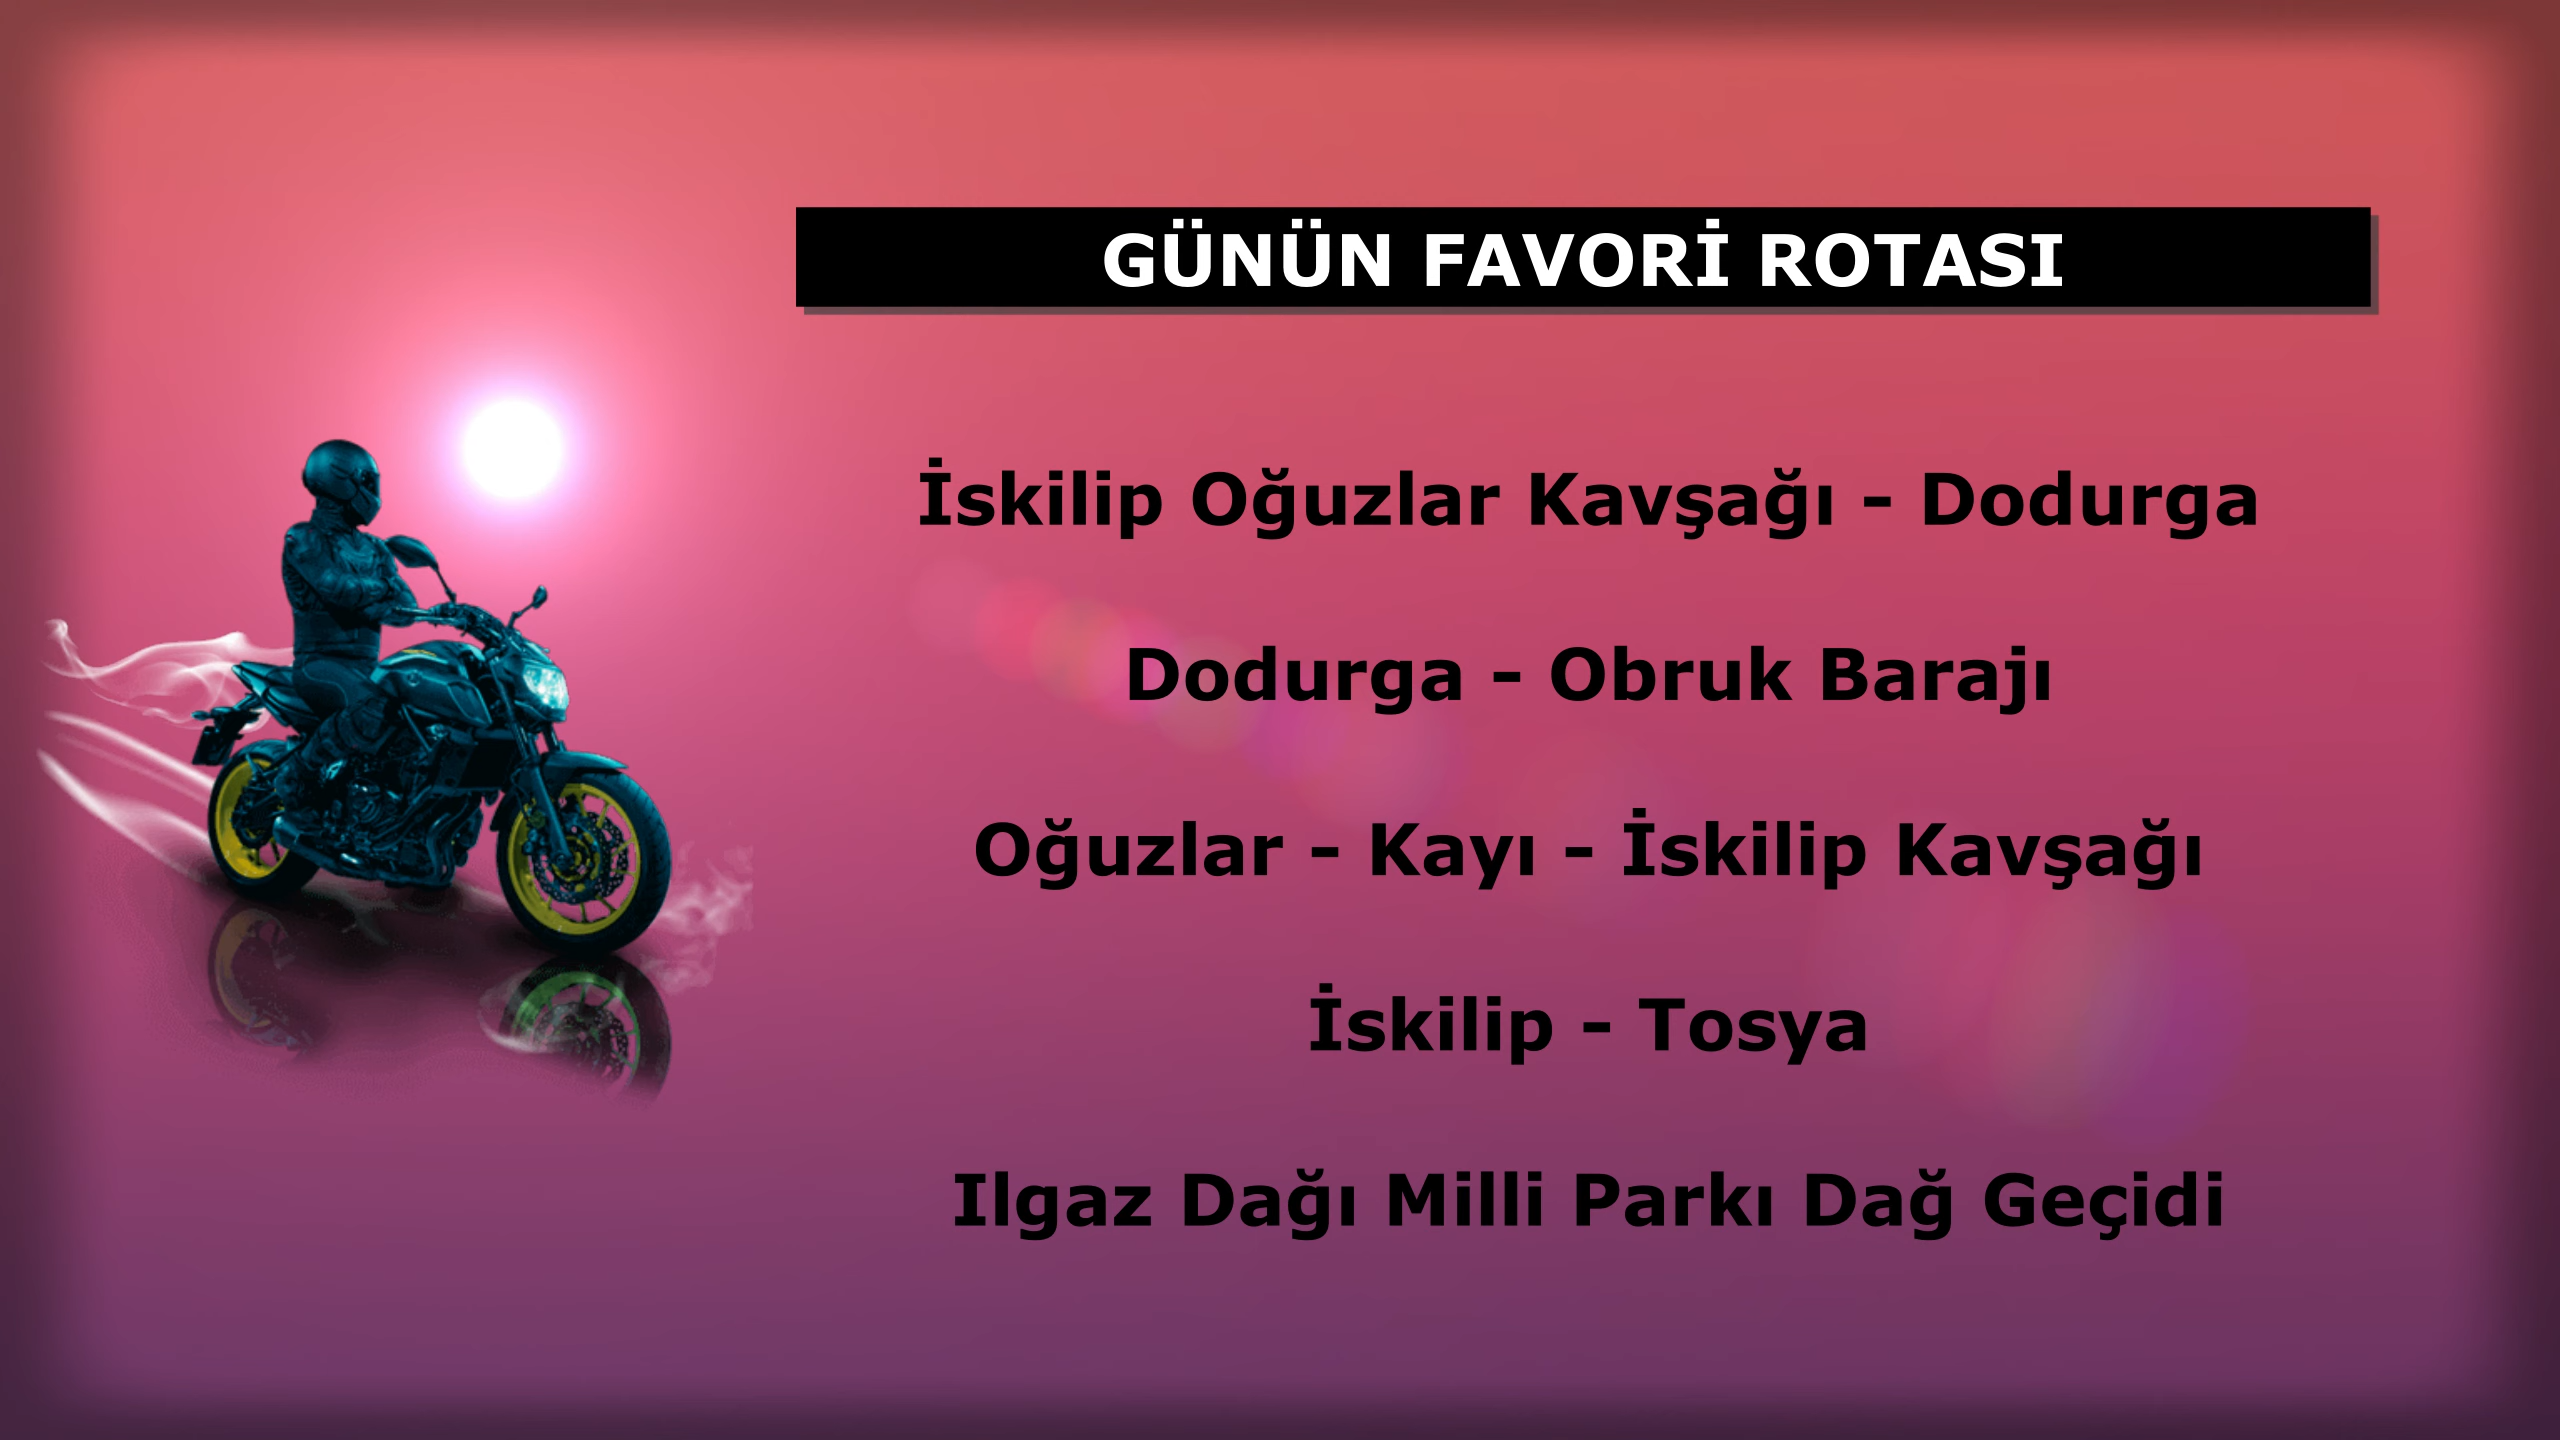 GÜNÜN FAVORİ ROTASI
İskilip Oğuzlar Kavşağı - Dodurga
Dodurga - Obruk Barajı
Oğuzlar - Kayı - İskilip Kavşağı
İskilip - Tosya
Ilgaz Dağı Milli Parkı Dağ Geçidi